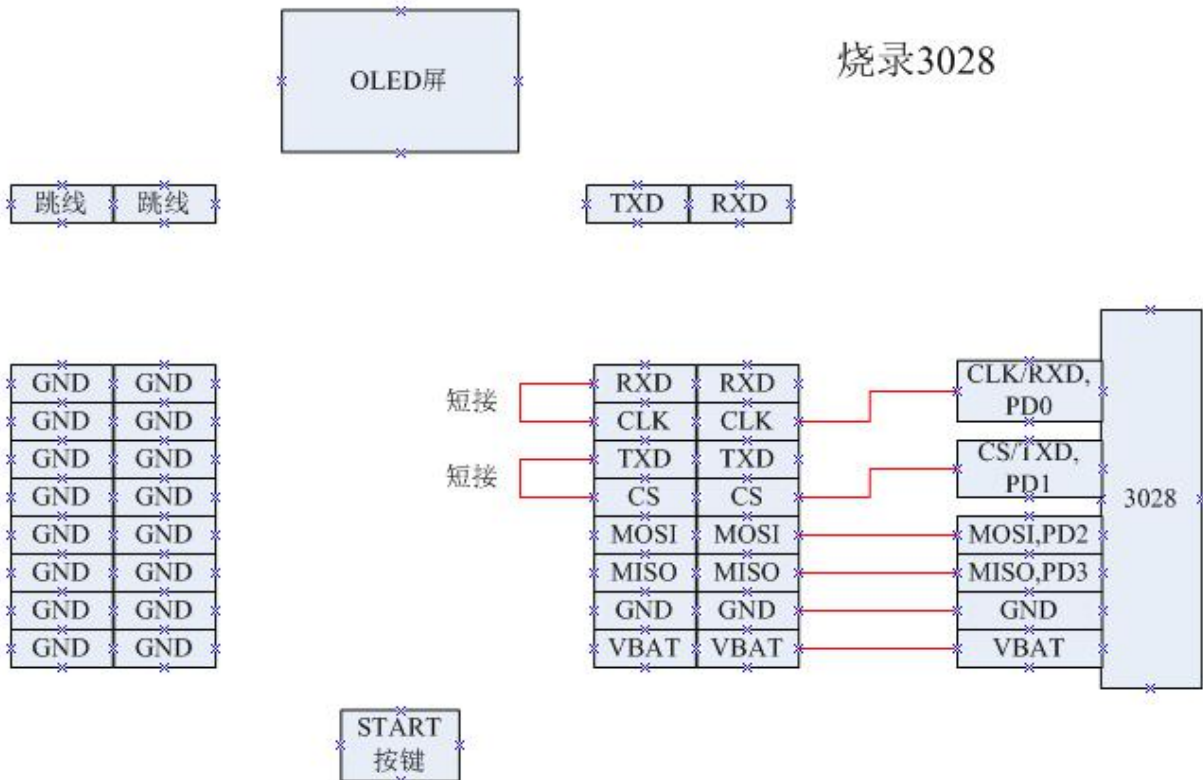 烧录3028
OLED屏
跳线 跳线 TXD RXD
GND GND RXD RXD
短接
CLK/RXD,
PD0
GND GND CLK CLK
GND GND TXD TXD
短接
CS/TXD,
PD1
GND GND CS CS
3028
GND GND MOSI MOSI MOSI,PD2
GND GND MISO MISO MISO,PD3
GND GND GND GND GND
GND GND VBAT VBAT VBAT
START
按键